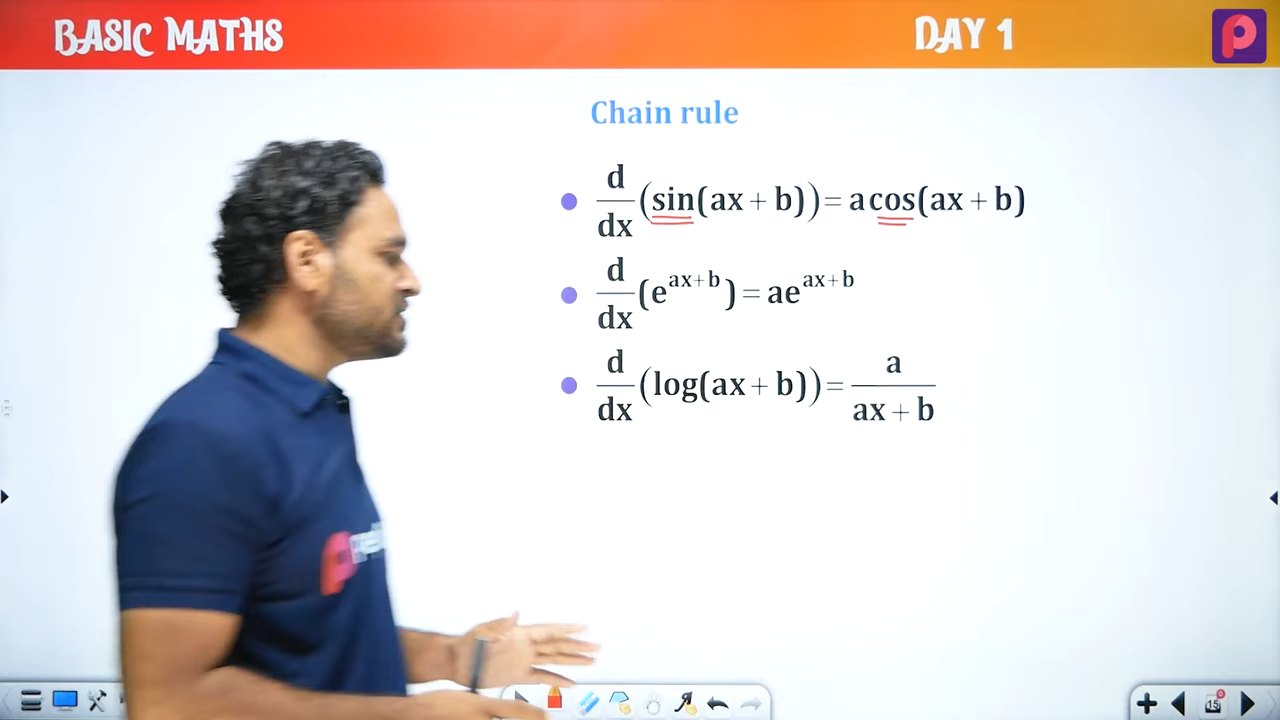 BASIC MATHS
DAY 1
Chain rule
d/dx (sin(ax + b)) = a cos(ax + b)
d/dx (e^{ax+b}) = ae^{ax+b}
d/dx (log(ax + b)) = a/(ax + b)
15